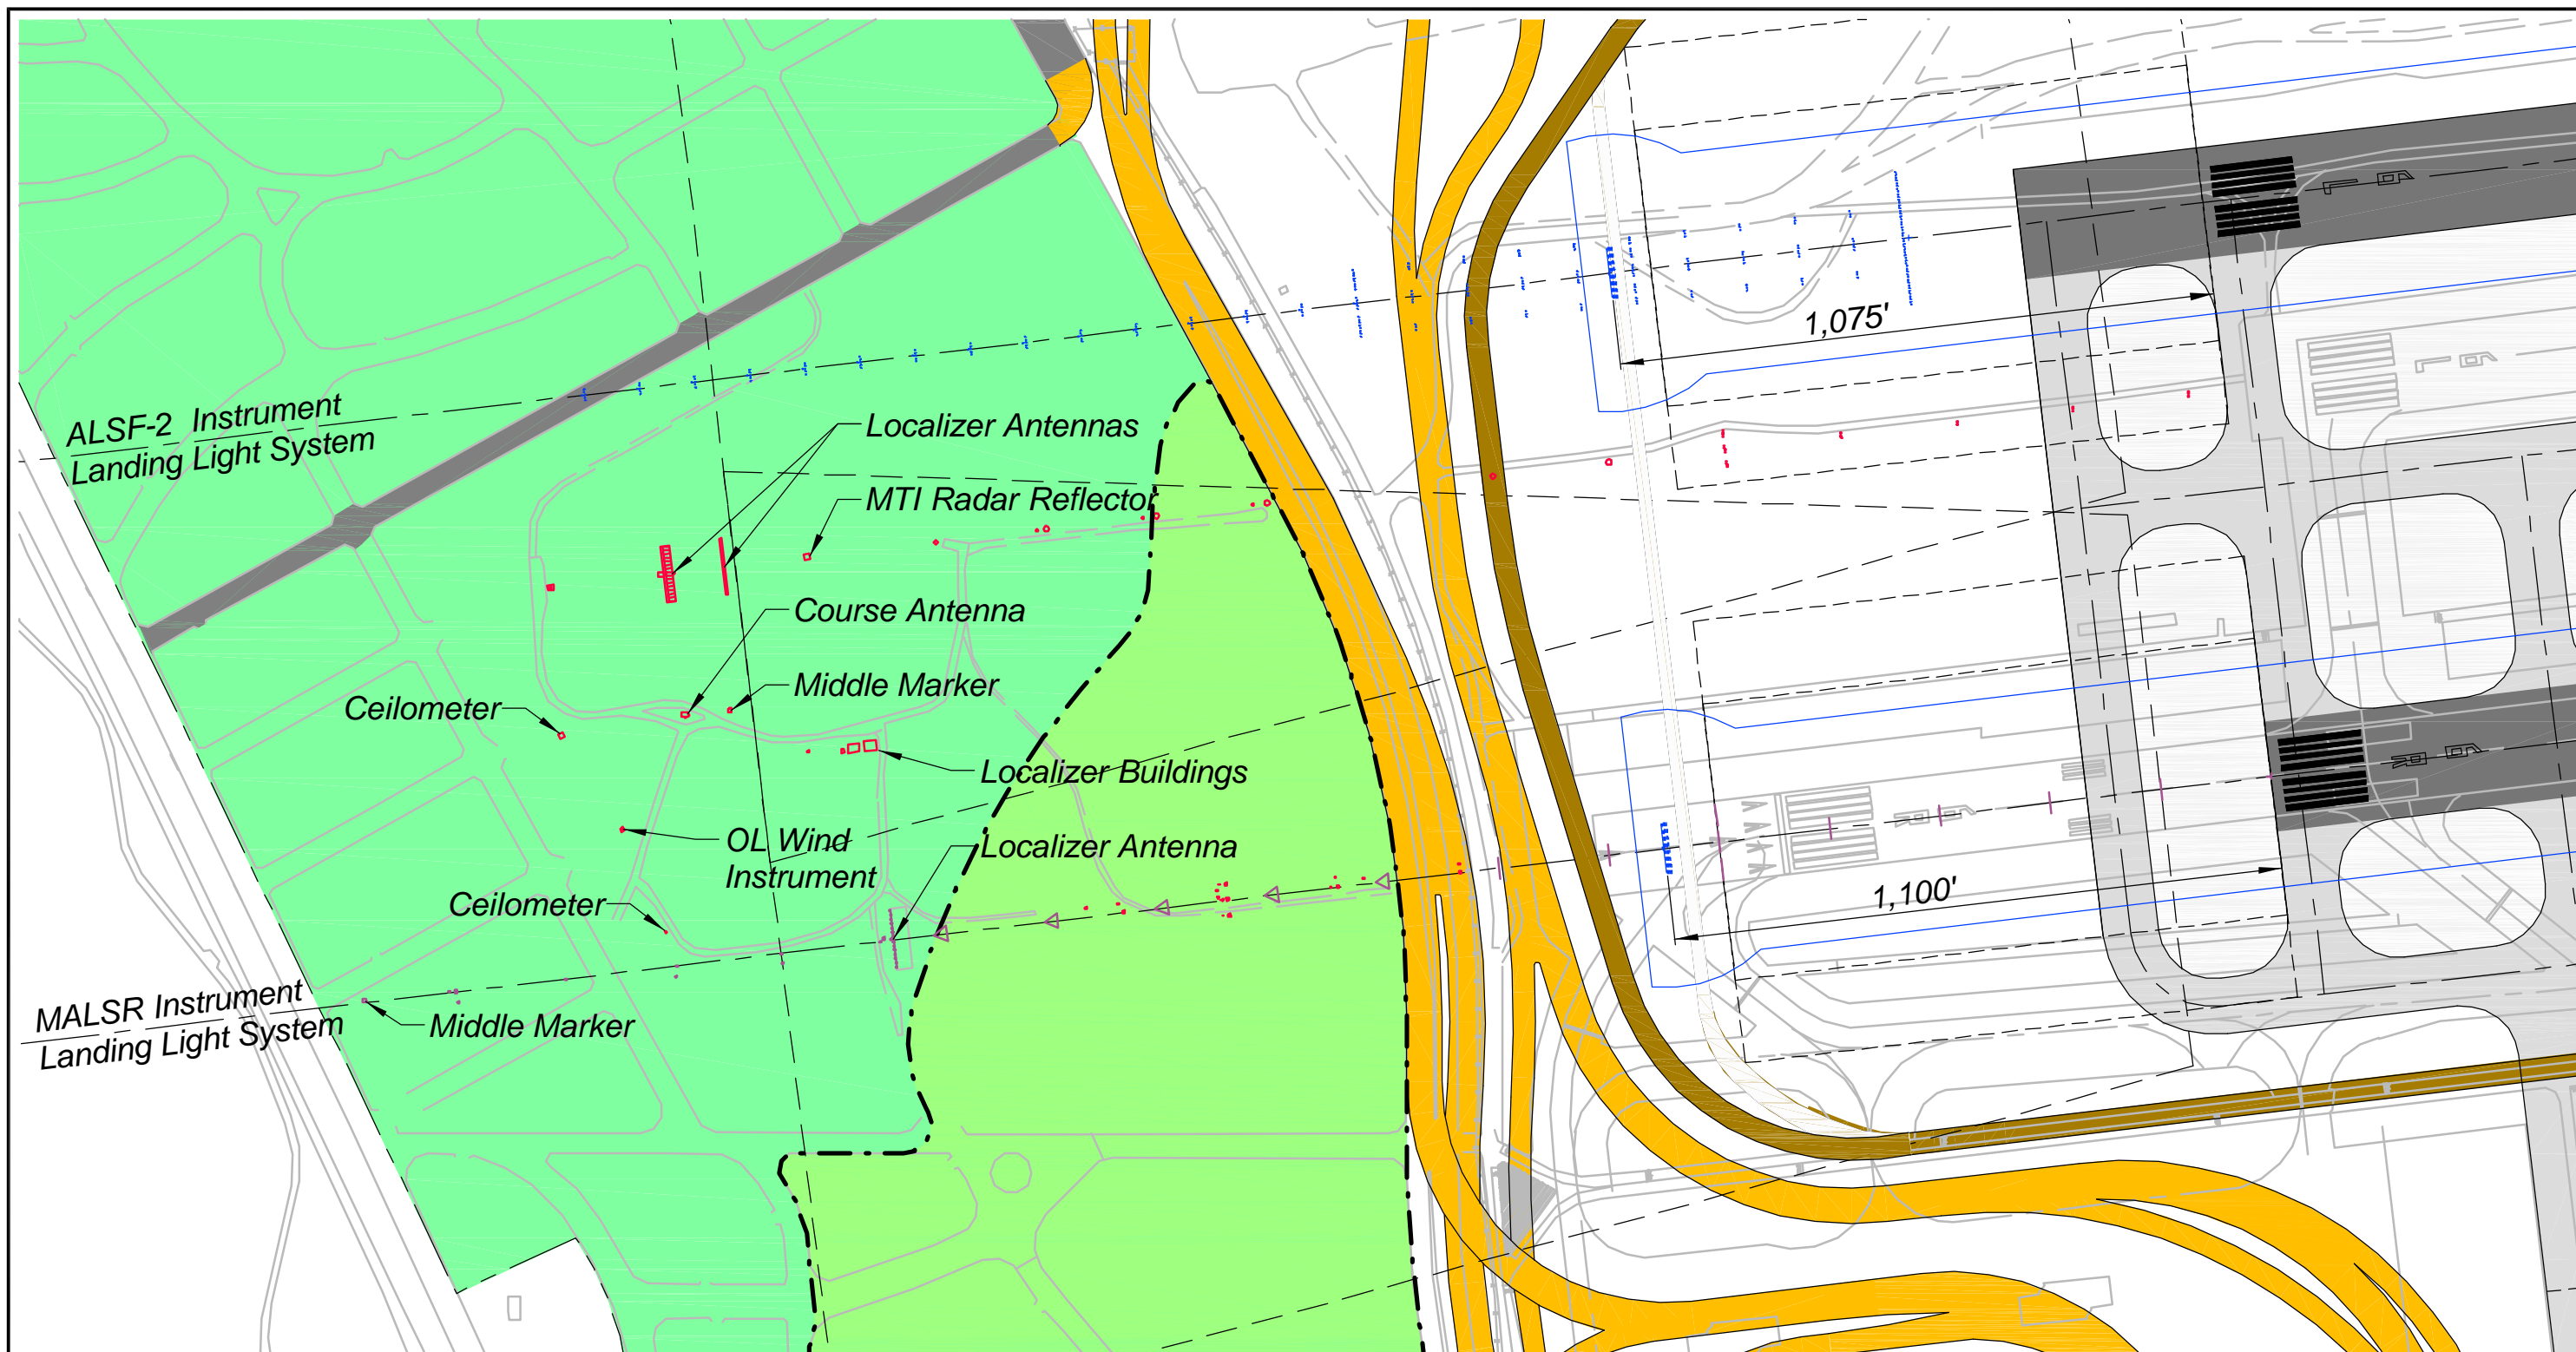 1,075'
ALSF-2 Instrument
Landing Light System
Localizer Antennas
MTI Radar Reflector
Course Antenna
Middle Marker
Ceilometer
Localizer Buildings
OL Wind
Instrument
Localizer Antenna
1,100'
Ceilometer
MALSR Instrument
Landing Light System
Middle Marker